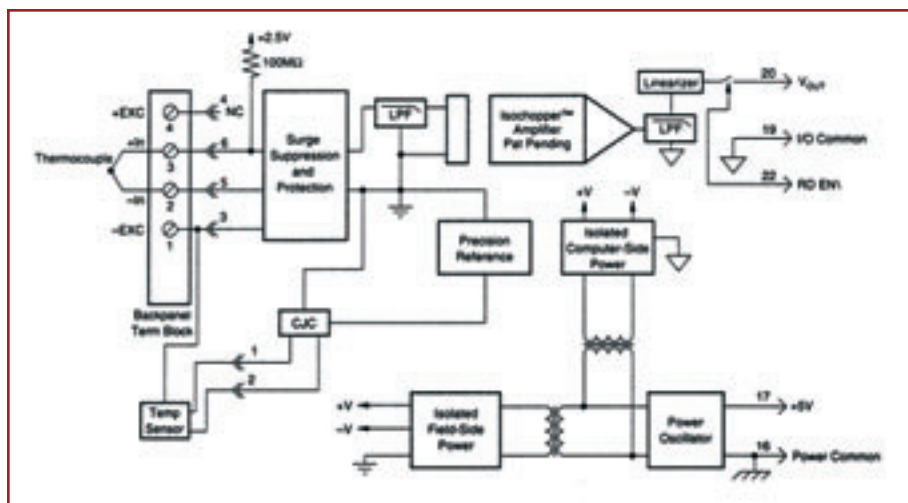 +2.5V
100MΩ
+EXC
4
4
NC
+In
3
6
Thermocouple
-In
2
5
-EXC
1
3
Backpanel
Term Block
Surge
Suppression
and
Protection
LPF
Isochopper™
Amplifier
Pat Pending
LPF
Linearizer
20
VOUT
19
I/O Common
22
RD EN\
Precision
Reference
CJC
1
2
Temp
Sensor
+V
-V
Isolated
Computer-Side
Power
+V
-V
Isolated
Field-Side
Power
Power
Oscillator
17
+5V
16
Power Common